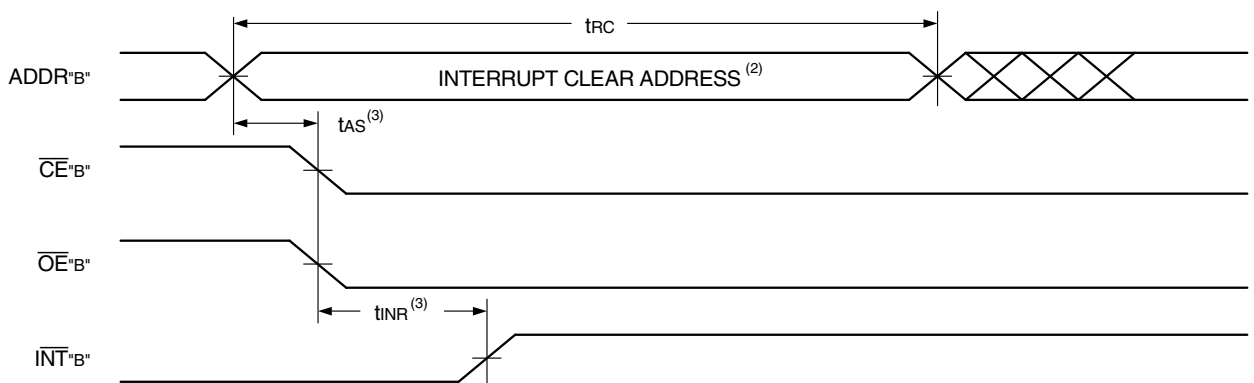 tRC
ADDR"B"
INTERRUPT CLEAR ADDRESS (2)
tAS(3)
CE"B"
OE"B"
tINR(3)
INT"B"